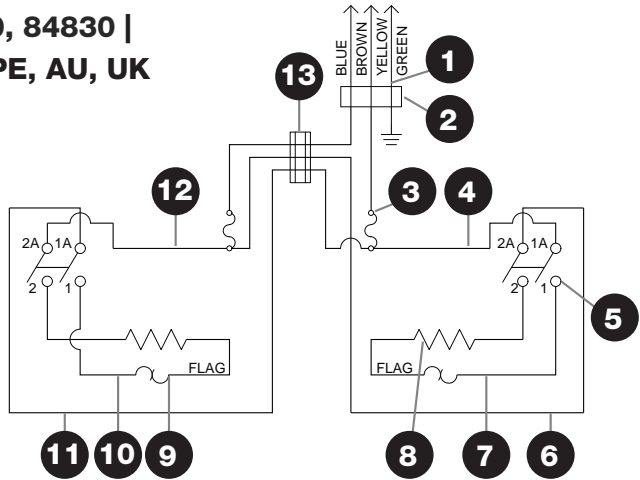 , 84830 |
PE, AU, UK
BLUE
BROWN
YELLOW
GREEN
1
2
13
3
4
12
2A
1A
2
1
2A
1A
2
1
5
FLAG
FLAG
11
10
9
8
7
6